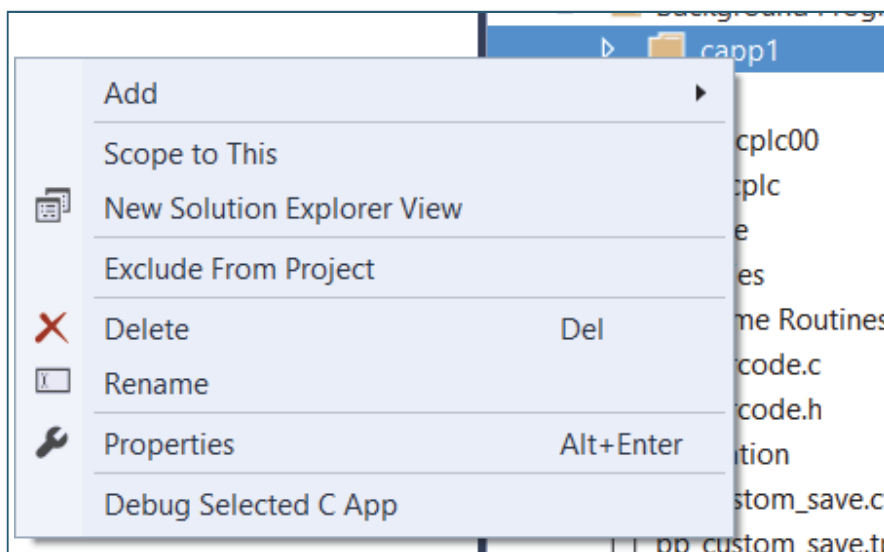 capp1
Add
Scope to This
cplc00
cplc
New Solution Explorer View
e
Exclude From Project
es
Delete Del
me Routines
Rename
rcode.c
rcode.h
Properties Alt+Enter
Debug Selected C App
stom_save.c
pp_custom_save.t